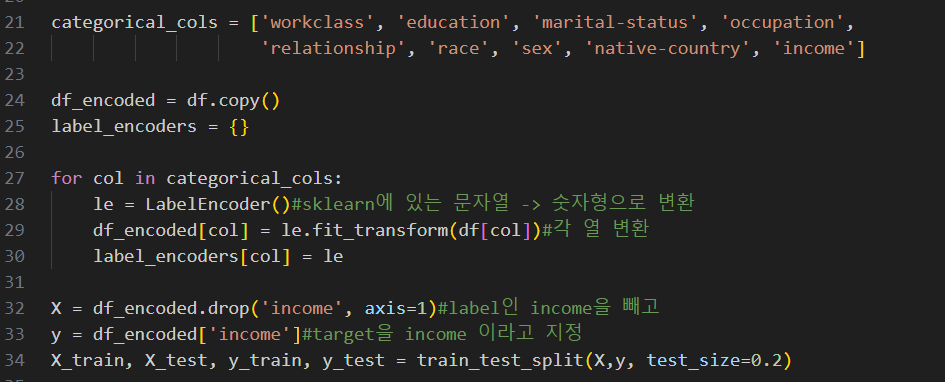 21 categorical_cols = ['workclass', 'education', 'marital-status', 'occupation',
22 'relationship', 'race', 'sex', 'native-country', 'income']
23
24 df_encoded = df.copy()
25 label_encoders = {}
26
27 for col in categorical_cols:
28 le = LabelEncoder()#sklearn에 있는 문자열 -> 숫자형으로 변환
29 df_encoded[col] = le.fit_transform(df[col])#각 열 변환
30 label_encoders[col] = le
31
32 X = df_encoded.drop('income', axis=1)#label인 income을 빼고
33 y = df_encoded['income']#target을 income 이라고 지정
34 X_train, X_test, y_train, y_test = train_test_split(X,y, test_size=0.2)